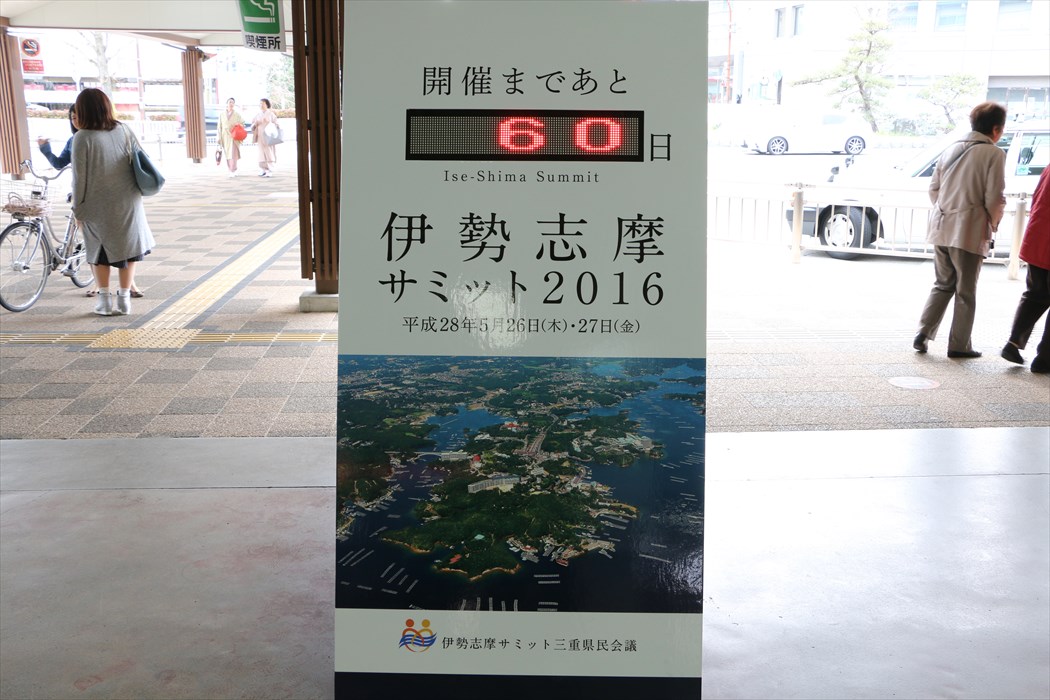 喫煙所
開催まであと
60日
Ise-Shima Summit
伊勢志摩
サミット2016
平成28年5月26日(木)・27日(金)
伊勢志摩サミット三重県民会議